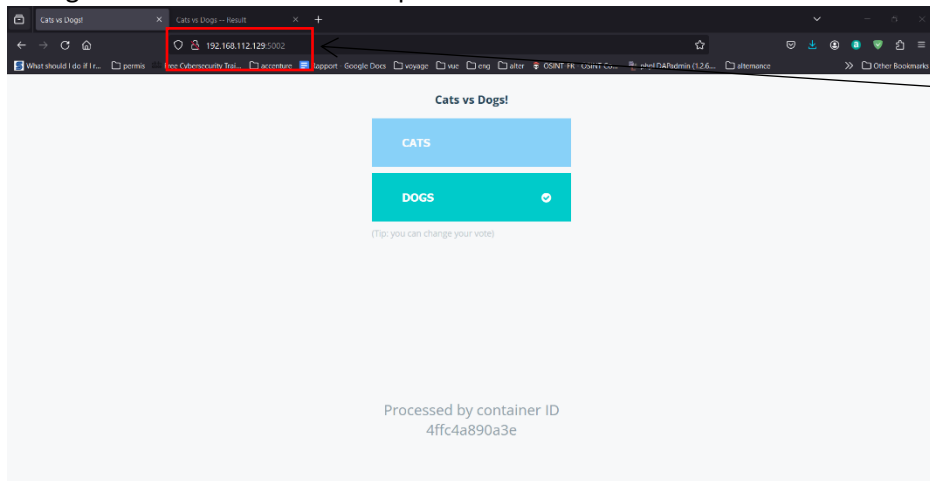 Cats vs Dogs!
Cats vs Dogs -- Result
192.168.112.129:5002
What should I do if I r...
permis
Free Cybersecurity Trai...
accenture
Rapport
Google Docs
voyage
vue
eng
alter
OSINT FR
OSINT Co...
phpLDAPadmin (1.2.6...
alternance
Other Bookmarks
Cats vs Dogs!
CATS
DOGS
(Tip: you can change your vote)
Processed by container ID
4ffc4a890a3e